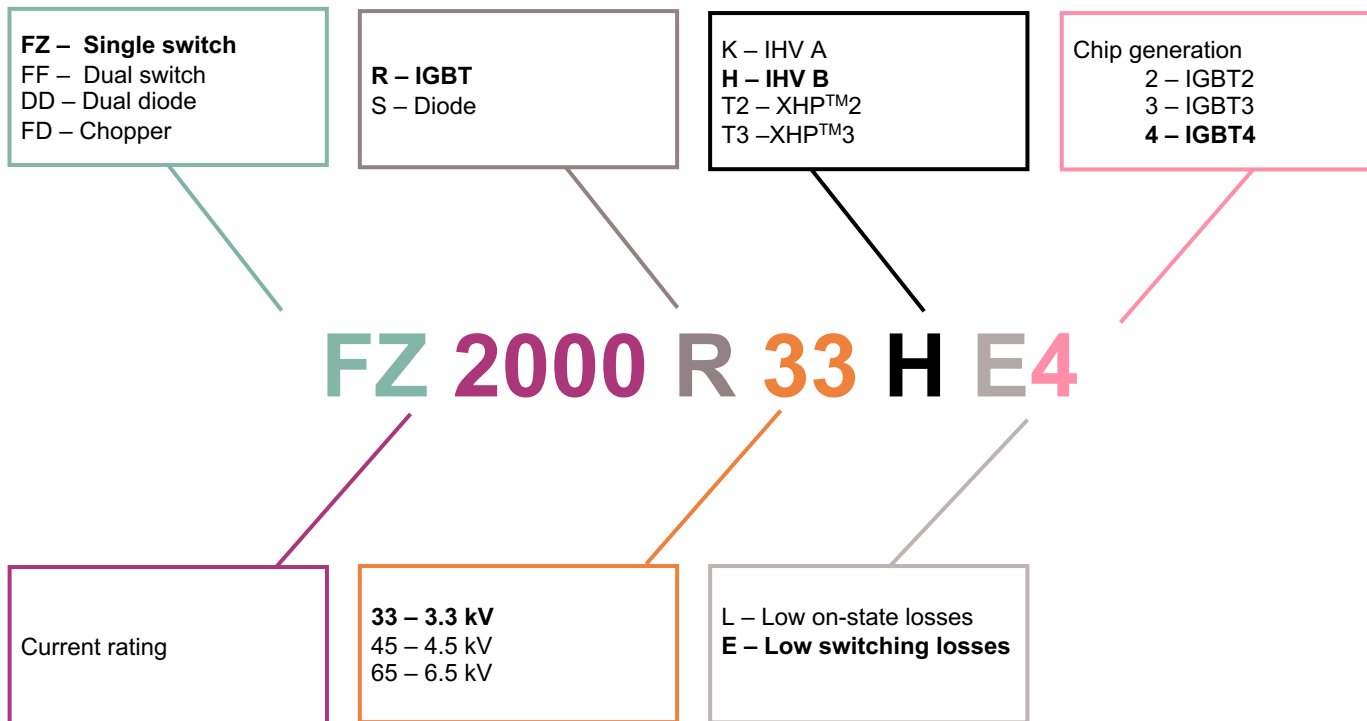 FZ – Single switch
FF – Dual switch
DD – Dual diode
FD – Chopper
R – IGBT
S – Diode
K – IHV A
H – IHV B
T2 – XHP™2
T3 –XHP™3
Chip generation
2 – IGBT2
3 – IGBT3
4 – IGBT4
FZ 2000 R 33 H E4
Current rating
33 – 3.3 kV
45 – 4.5 kV
65 – 6.5 kV
L – Low on-state losses
E – Low switching losses